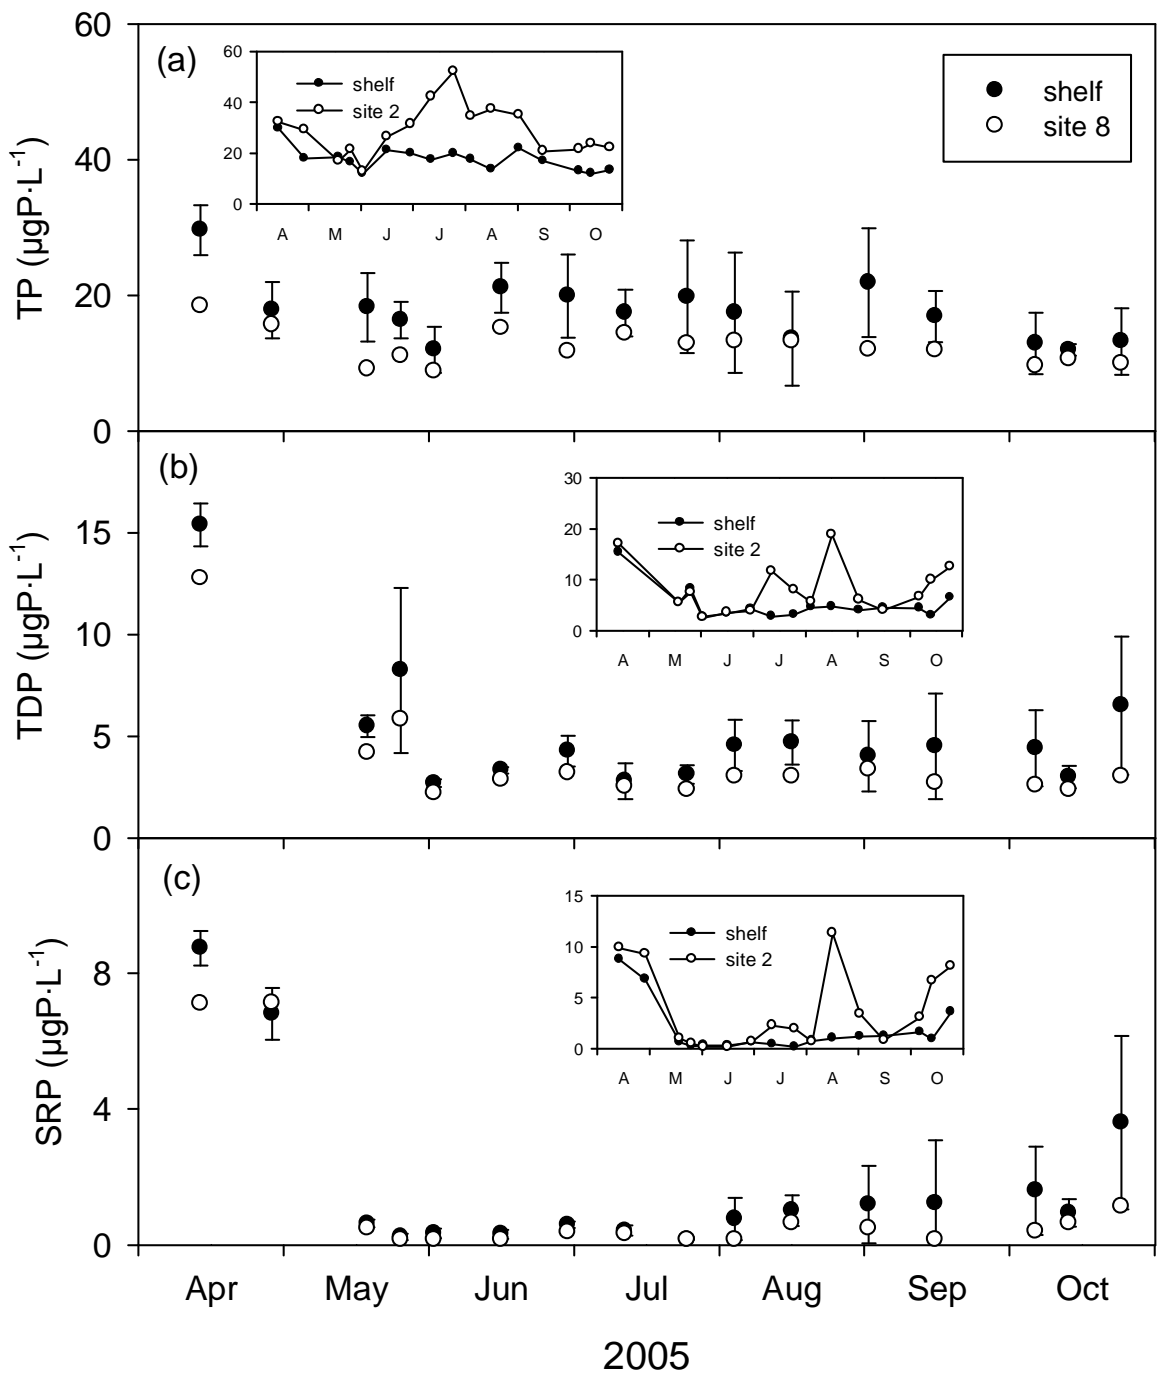 60
40
20
0
TP (µgP·L⁻¹)
(a)
60
40
20
0
shelf
site 2
A M J J A S O
shelf
site 8
15
10
5
0
TDP (µgP·L⁻¹)
(b)
30
20
10
0
shelf
site 2
A M J J A S O
8
4
0
SRP (µgP·L⁻¹)
(c)
15
10
5
0
shelf
site 2
A M J J A S O
Apr May Jun Jul Aug Sep Oct
2005